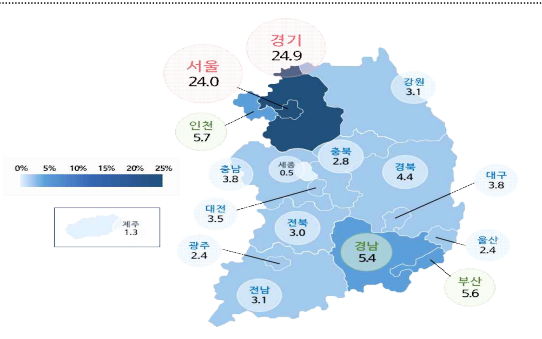 경기
24.9
서울
24.0
강원
3.1
인천
5.7
충북
2.8
세종
0.5
경북
4.4
충남
3.8
대구
3.8
0% 5% 10% 15% 20% 25%
대전
3.5
제주
1.3
전북
3.0
경남
5.4
울산
2.4
광주
2.4
부산
5.6
전남
3.1